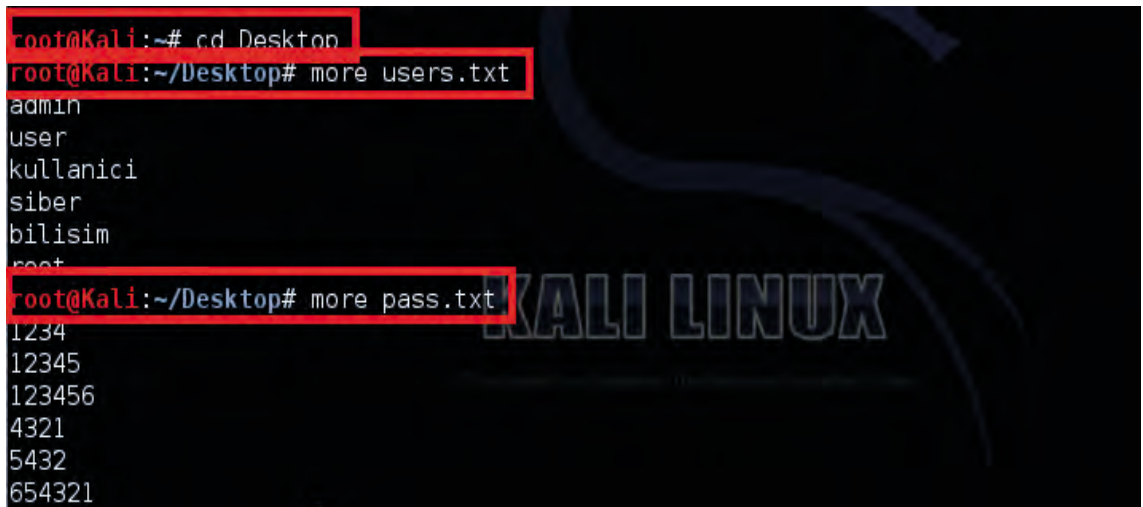 root@Kali:~# cd Desktop
root@Kali:~/Desktop# more users.txt
admin
user
kullanici
siber
bilisim
root
root@Kali:~/Desktop# more pass.txt
KALI LINUX
1234
12345
123456
4321
5432
654321